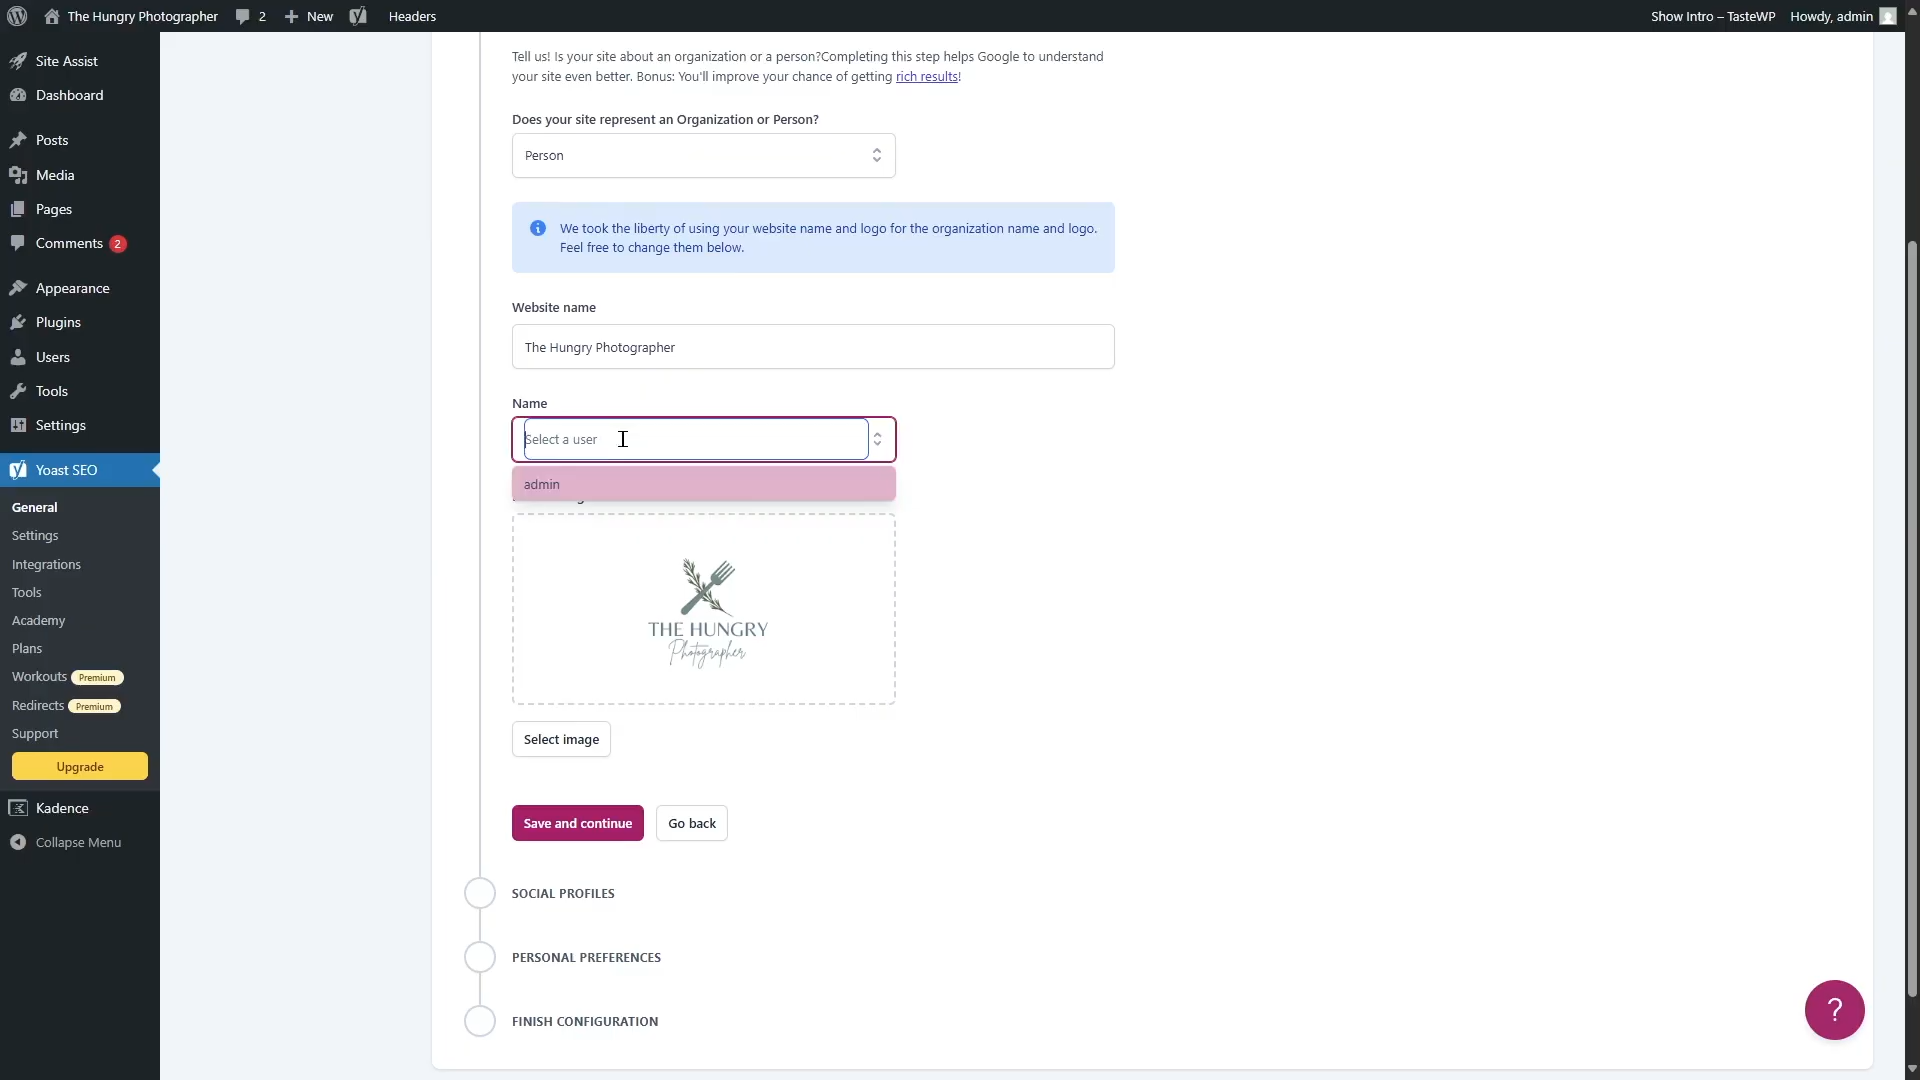 The Hungry Photographer
2
New
Headers
Show Intro – TasteWP
Howdy, admin
Site Assist
Dashboard
Posts
Media
Pages
Comments 2
Appearance
Plugins
Users
Tools
Settings
Yoast SEO
General
Settings
Integrations
Tools
Academy
Plans
Workouts Premium
Redirects Premium
Support
Upgrade
Kadence
Collapse Menu
Tell us! Is your site about an organization or a person?Completing this step helps Google to understand
your site even better. Bonus: You'll improve your chance of getting rich results!
Does your site represent an Organization or Person?
Person
We took the liberty of using your website name and logo for the organization name and logo.
Feel free to change them below.
Website name
The Hungry Photographer
Name
Select a user
admin
THE HUNGRY
Photographer
Select image
Save and continue
Go back
SOCIAL PROFILES
PERSONAL PREFERENCES
FINISH CONFIGURATION
?